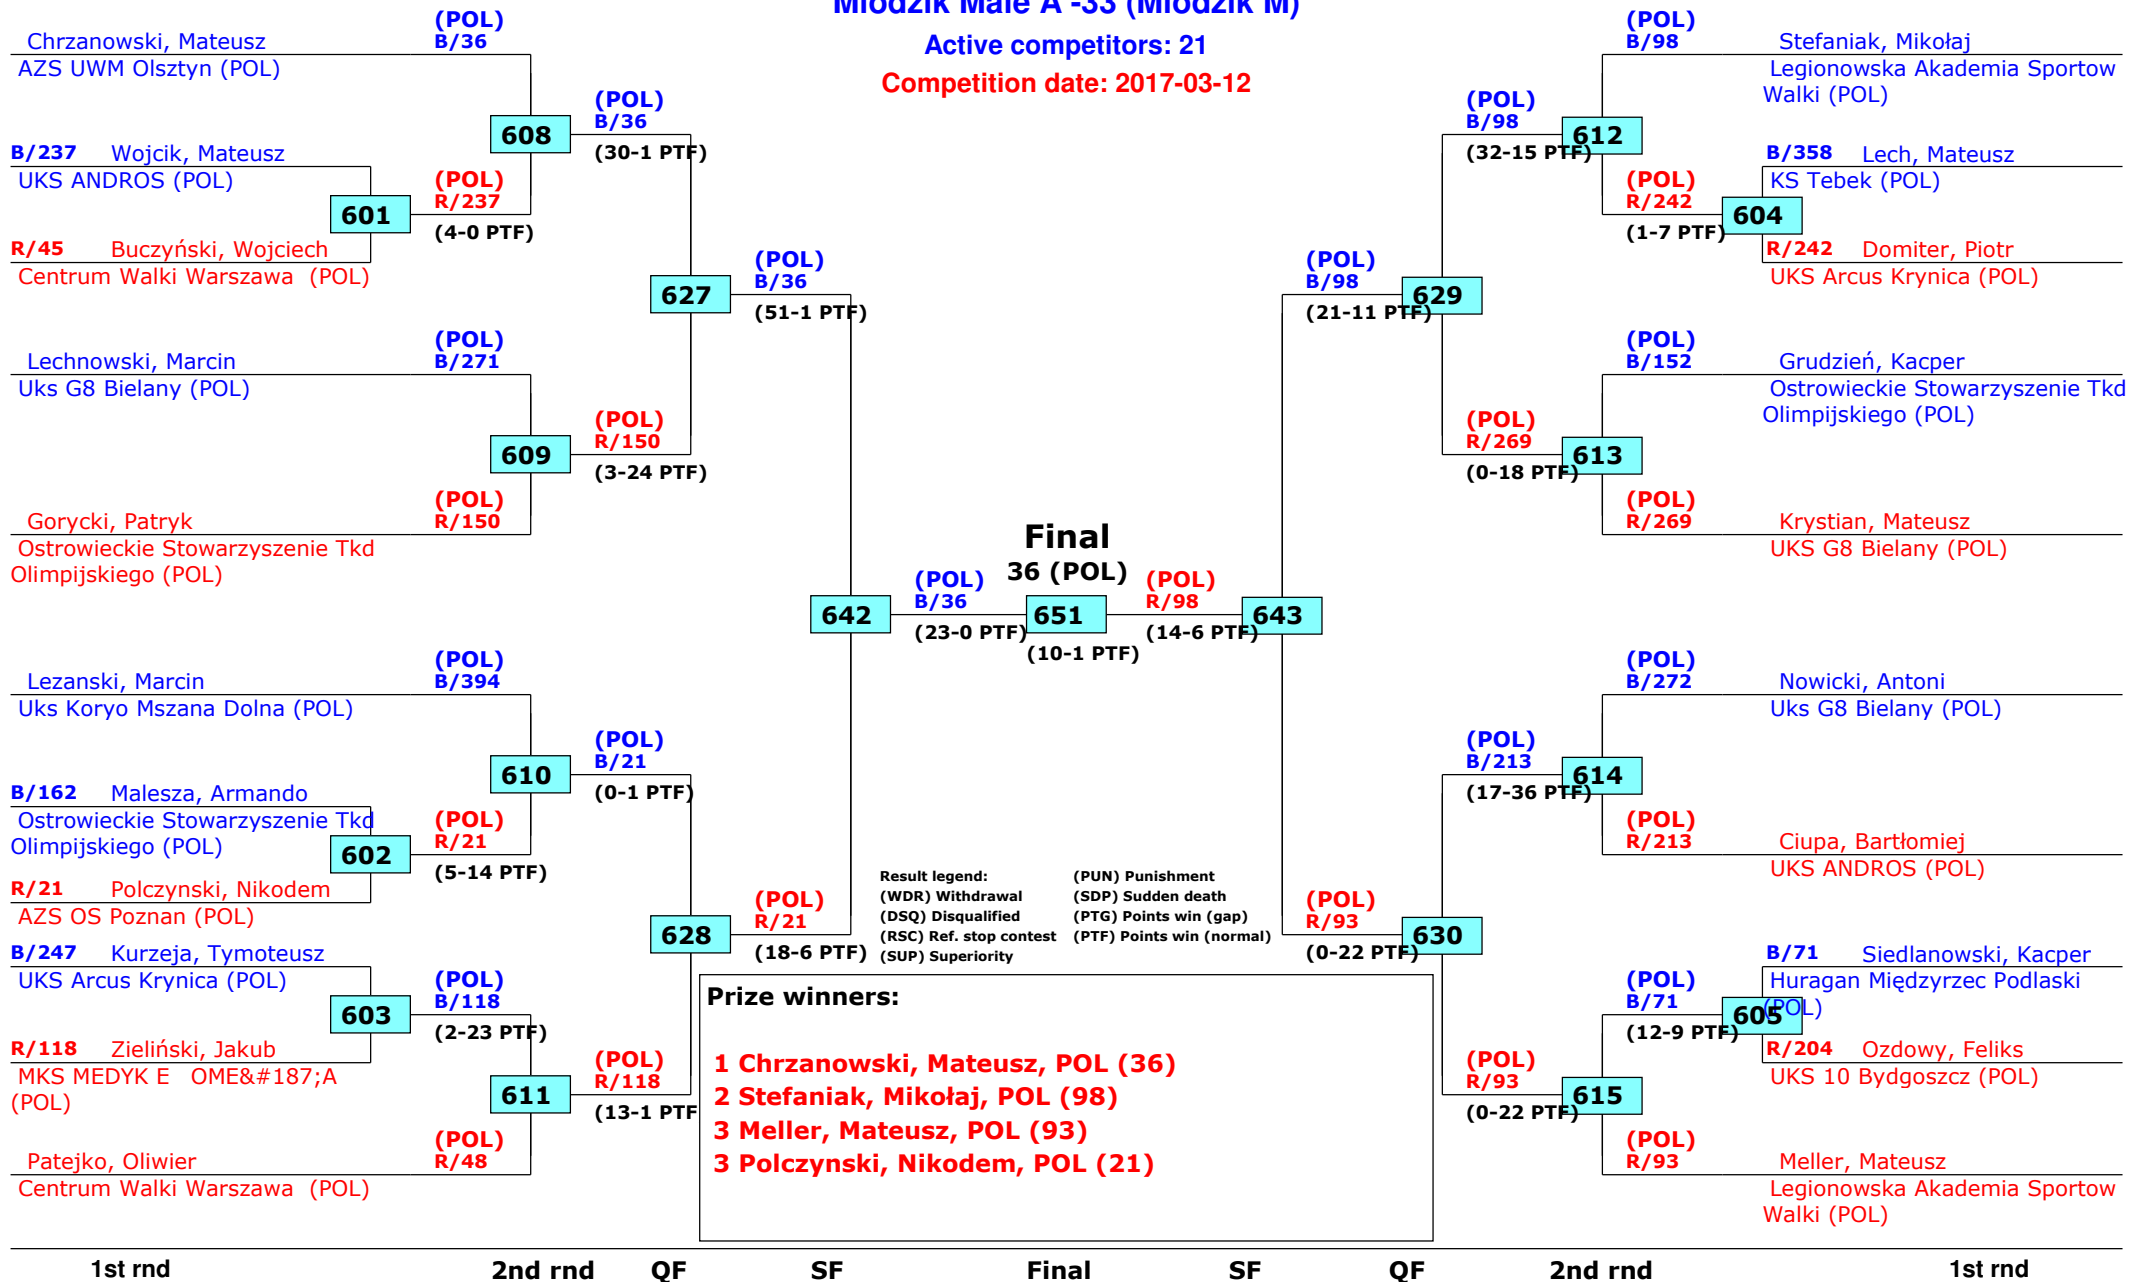 Mlodzik Male A -33 (Mlodzik M)
Active competitors: 21
Competition date: 2017-03-12
Chrzanowski, Mateusz
AZS UWM Olsztyn (POL)
(POL)
B/36
B/237 Wojcik, Mateusz
UKS ANDROS (POL)
R/45 Buczyński, Wojciech
Centrum Walki Warszawa (POL)
601
(POL)
R/237
(4-0 PTF)
608
(POL)
B/36
(30-1 PTF)
Lechnowski, Marcin
Uks G8 Bielany (POL)
(POL)
B/271
Gorycki, Patryk
Ostrowieckie Stowarzyszenie Tkd
Olimpijskiego (POL)
(POL)
R/150
609
(POL)
R/150
(3-24 PTF)
627
(POL)
B/36
(51-1 PTF)
Lezanski, Marcin
Uks Koryo Mszana Dolna (POL)
(POL)
B/394
B/162 Malesza, Armando
Ostrowieckie Stowarzyszenie Tkd
Olimpijskiego (POL)
R/21 Polczynski, Nikodem
AZS OS Poznan (POL)
602
(POL)
R/21
(5-14 PTF)
610
(POL)
B/21
(0-1 PTF)
B/247 Kurzeja, Tymoteusz
UKS Arcus Krynica (POL)
R/118 Zieliński, Jakub
MKS MEDYK E OME&#187;A
(POL)
603
(POL)
B/118
(2-23 PTF)
Patejko, Oliwier
Centrum Walki Warszawa (POL)
(POL)
R/48
611
(POL)
R/118
(13-1 PTF
628
(POL)
R/21
(18-6 PTF)
642
(POL)
B/36
(23-0 PTF)
Final
36 (POL)
651
(10-1 PTF)
(POL)
R/98
(14-6 PTF)
643
(POL)
B/98
(21-11 PTF)
629
(POL)
B/98
(32-15 PTF)
612
(POL)
B/98
Stefaniak, Mikołaj
Legionowska Akademia Sportow
Walki (POL)
B/358 Lech, Mateusz
KS Tebek (POL)
(POL)
R/242
(1-7 PTF)
604
R/242 Domiter, Piotr
UKS Arcus Krynica (POL)
(POL)
B/152
Grudzień, Kacper
Ostrowieckie Stowarzyszenie Tkd
Olimpijskiego (POL)
(POL)
R/269
(0-18 PTF)
613
(POL)
R/269
Krystian, Mateusz
UKS G8 Bielany (POL)
(POL)
B/272
Nowicki, Antoni
Uks G8 Bielany (POL)
(POL)
B/213
(17-36 PTF)
614
(POL)
R/213
Ciupa, Bartłomiej
UKS ANDROS (POL)
(POL)
R/93
(0-22 PTF)
630
B/71 Siedlanowski, Kacper
Huragan Międzyrzec Podlaski
(POL)
(POL)
B/71
(12-9 PTF)
605
R/204 Ozdowy, Feliks
UKS 10 Bydgoszcz (POL)
(POL)
R/93
(0-22 PTF)
615
(POL)
R/93
Meller, Mateusz
Legionowska Akademia Sportow
Walki (POL)
Result legend:
(WDR) Withdrawal
(DSQ) Disqualified
(RSC) Ref. stop contest
(SUP) Superiority
(PUN) Punishment
(SDP) Sudden death
(PTG) Points win (gap)
(PTF) Points win (normal)
Prize winners:
1 Chrzanowski, Mateusz, POL (36)
2 Stefaniak, Mikołaj, POL (98)
3 Meller, Mateusz, POL (93)
3 Polczynski, Nikodem, POL (21)
1st rnd 2nd rnd QF SF Final SF QF 2nd rnd 1st rnd